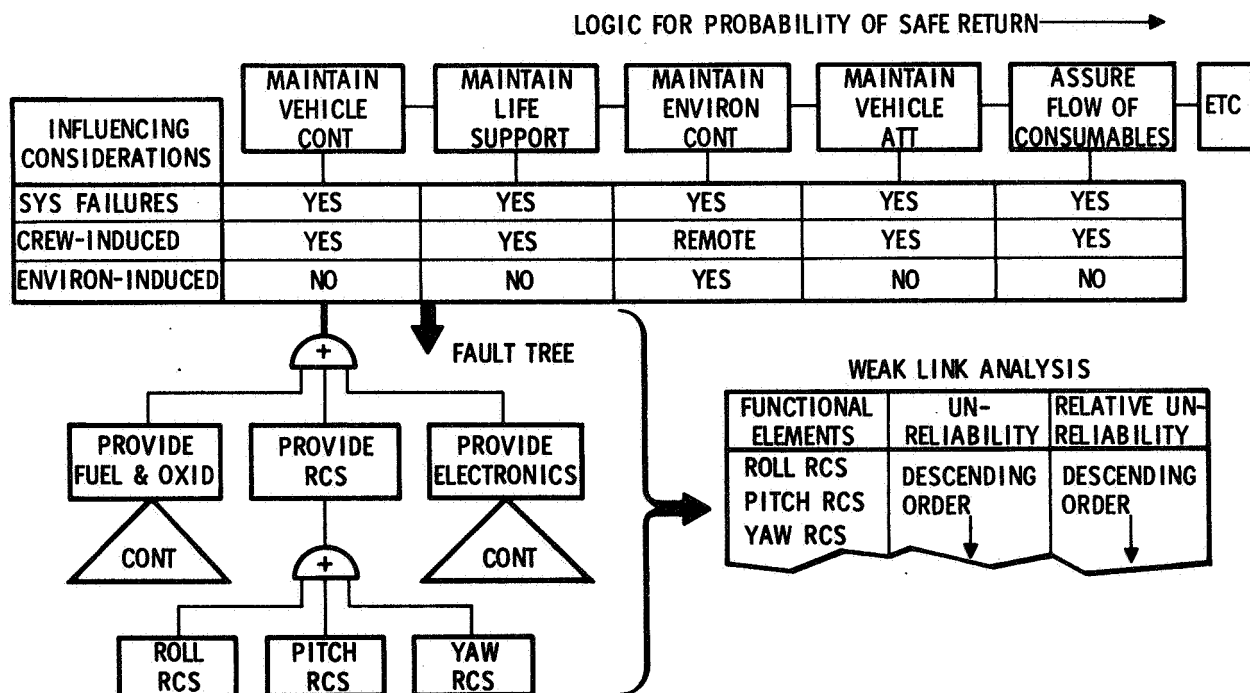 LOGIC FOR PROBABILITY OF SAFE RETURN
MAINTAIN
VEHICLE
CONT
MAINTAIN
LIFE
SUPPORT
MAINTAIN
ENVIRON
CONT
MAINTAIN
VEHICLE
ATT
ASSURE
FLOW OF
CONSUMABLES
ETC
INFLUENCING
CONSIDERATIONS
SYS FAILURES YES YES YES YES YES
CREW-INDUCED YES YES REMOTE YES YES
ENVIRON-INDUCED NO NO YES NO NO
+
FAULT TREE
PROVIDE
FUEL & OXID
PROVIDE
RCS
PROVIDE
ELECTRONICS
CONT
CONT
+
ROLL
RCS
PITCH
RCS
YAW
RCS
WEAK LINK ANALYSIS
FUNCTIONAL
ELEMENTS
UN-
RELIABILITY
RELATIVE UN-
RELIABILITY
ROLL RCS
PITCH RCS
YAW RCS
DESCENDING
ORDER
DESCENDING
ORDER